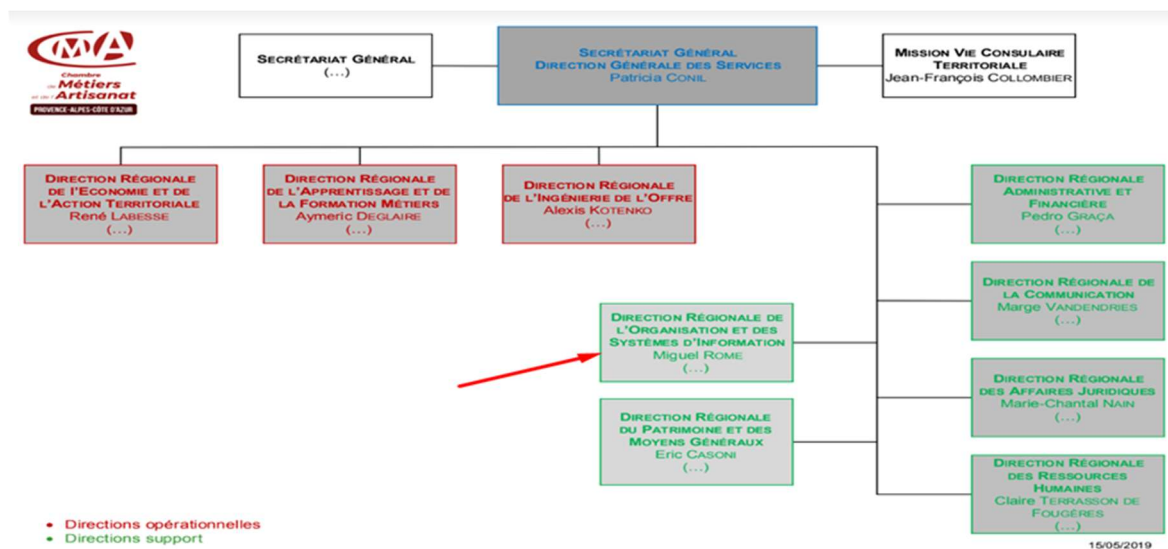 CMA
Chambre
de Métiers
et de l'Artisanat
PROVENCE-ALPES-CÔTE D'AZUR
SECRÉTARIAT GÉNÉRAL
(...)
SECRÉTARIAT GÉNÉRAL
DIRECTION GÉNÉRALE DES SERVICES
Patricia CONIL
MISSION VIE CONSULAIRE
TERRITORIALE
Jean-François COLLOMBIER
DIRECTION RÉGIONALE
DE l'ECONOMIE ET DE
L'ACTION TERRITORIALE
René LABESSE
(...)
DIRECTION RÉGIONALE
DE L'APPRENTISSAGE ET DE
LA FORMATION MÉTIERS
Aymeric DEGLAIRE
(...)
DIRECTION RÉGIONALE
DE L'INGÉNIERIE DE L'OFFRE
Alexis KOTENKO
(...)
DIRECTION RÉGIONALE
ADMINISTRATIVE ET
FINANCIÈRE
Pedro GRAÇA
(...)
DIRECTION RÉGIONALE DE
LA COMMUNICATION
Marge VANDENDRIES
(...)
DIRECTION RÉGIONALE DE
L'ORGANISATION ET DES
SYSTÈMES D'INFORMATION
Miguel ROME
(...)
DIRECTION RÉGIONALE
DES AFFAIRES JURIDIQUES
Marie-Chantal NAIN
(...)
DIRECTION RÉGIONALE
DU PATRIMOINE ET DES
MOYENS GÉNÉRAUX
Eric CASONI
(...)
DIRECTION RÉGIONALE
DES RESSOURCES
HUMAINES
Claire TERRASSON DE
FOUGÈRES
(...)
• Directions opérationnelles
• Directions support
15/05/2019